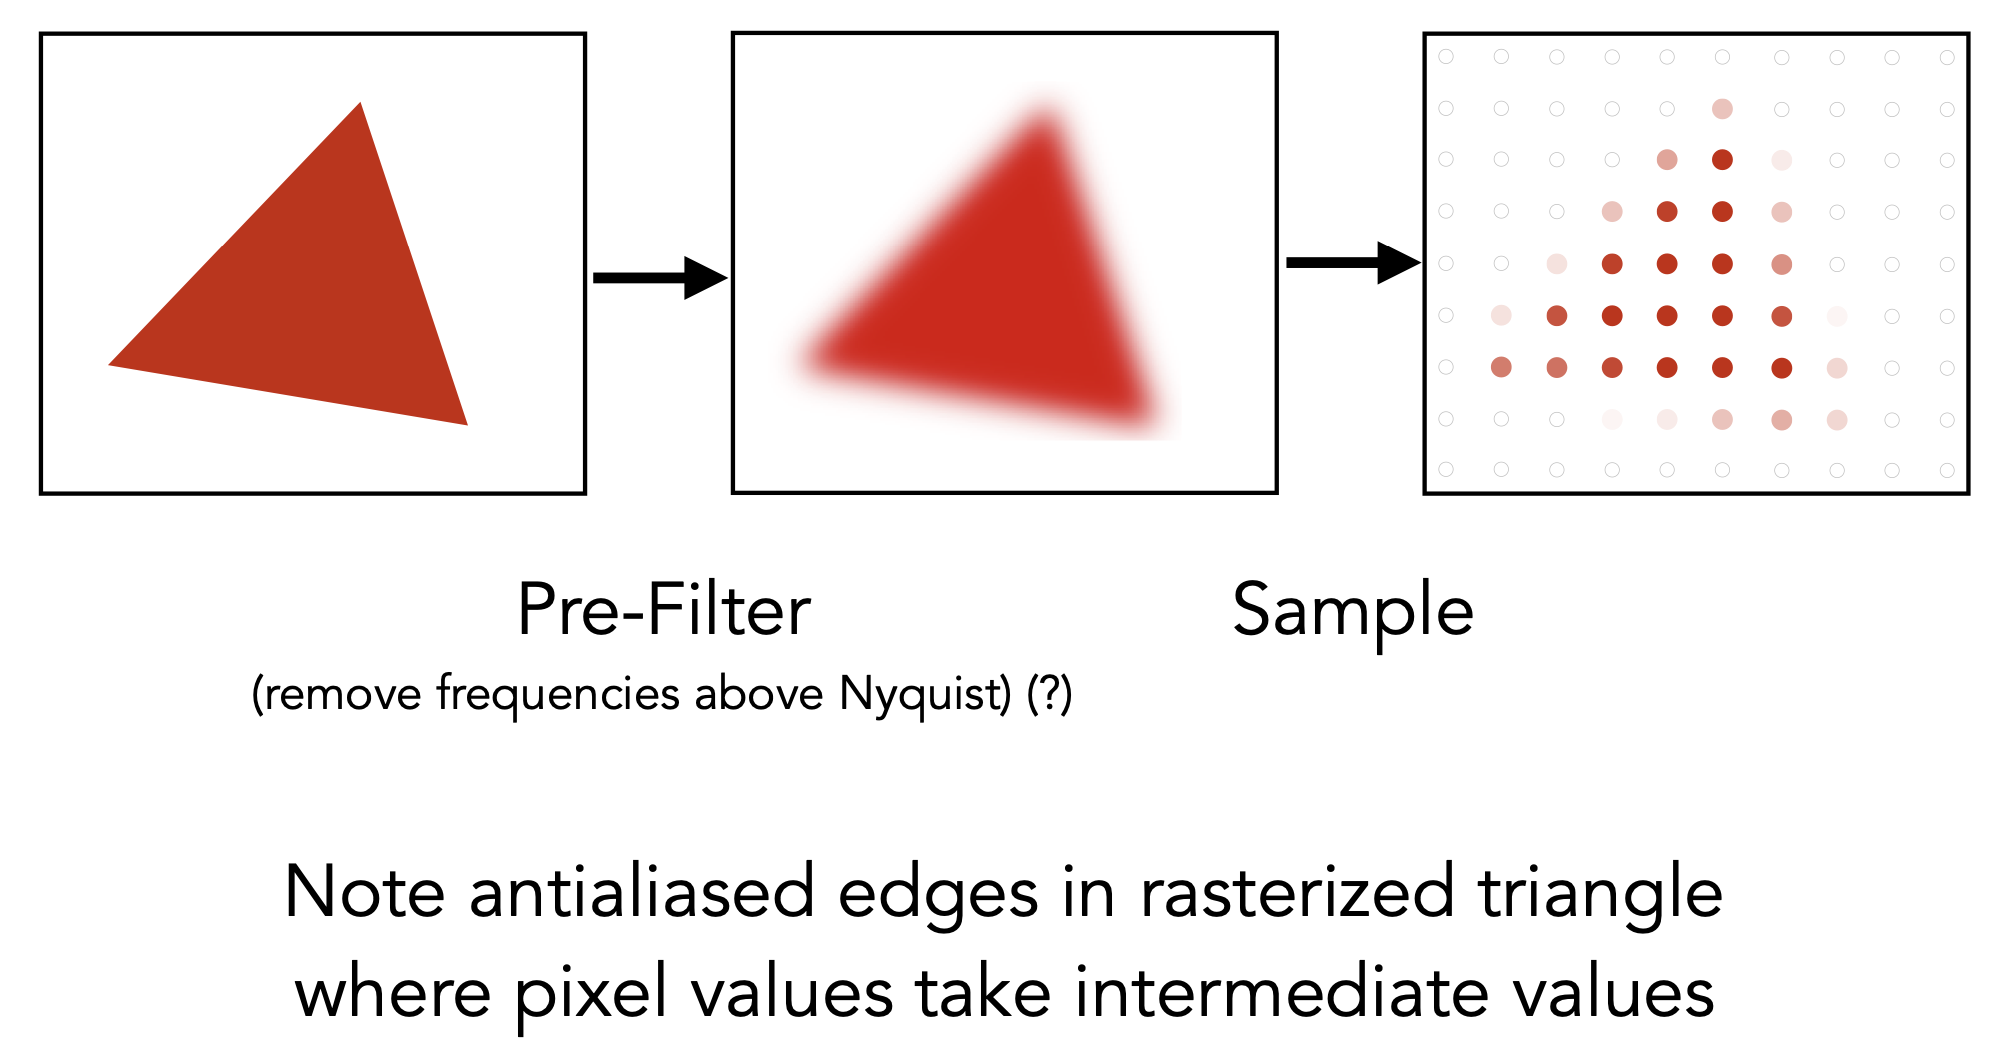 Pre-Filter
Sample
(remove frequencies above Nyquist) (?)
Note antialiased edges in rasterized triangle
where pixel values take intermediate values